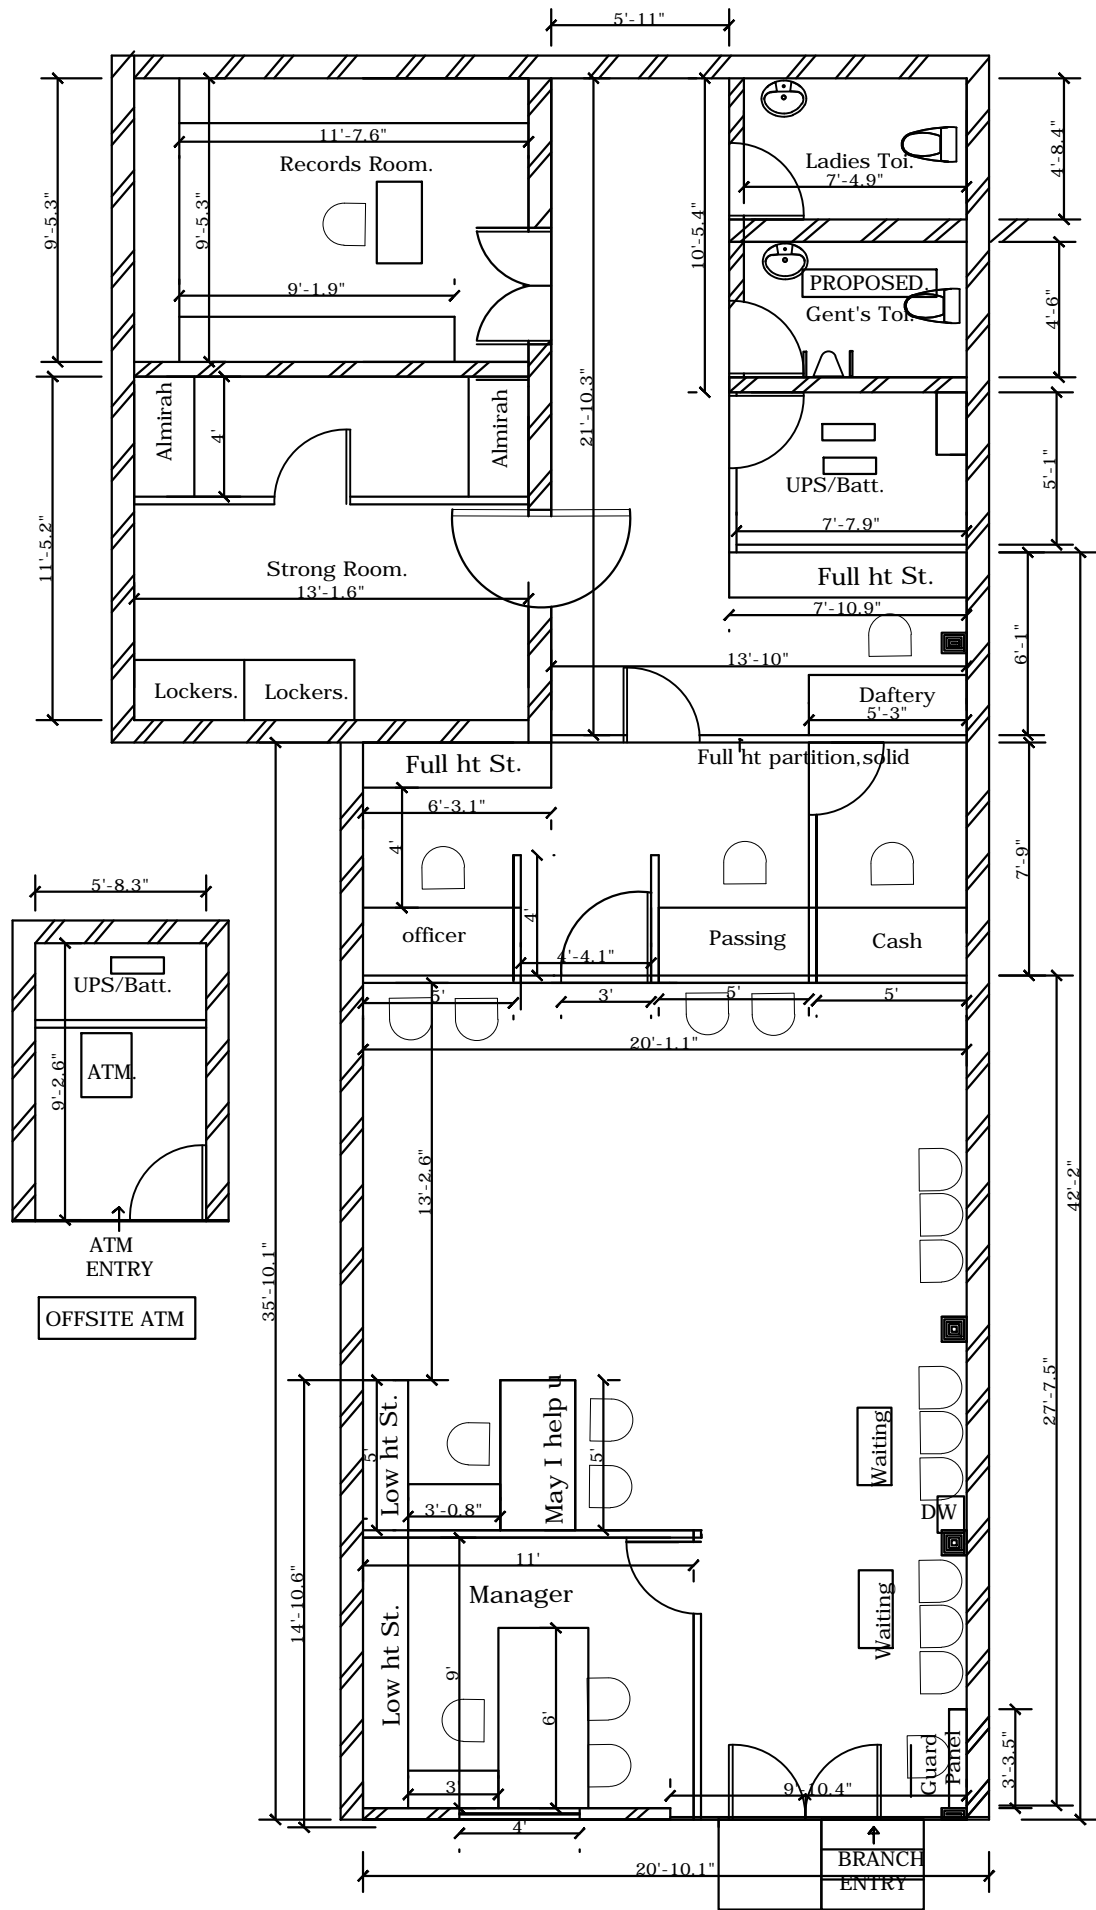 5'-11"
11'-7.6"
Records Room.
Ladies Toi.
7'-4.9"
4'-8.4"
9'-5.3"
9'-5.3"
10'-5.4"
9'-1.9"
PROPOSED.
Gent's Toi.
4'-6"
Almirah
4'
Almirah
21'-10.3"
UPS/Batt.
5'-1"
7'-7.9"
11'-5.2"
Strong Room.
13'-1.6"
Full ht St.
7'-10.9"
6'-1"
13'-10"
Lockers.
Lockers.
Daftery
5'-3"
Full ht St.
Full ht partition,solid
6'-3.1"
4'
7'-9"
5'-8.3"
officer
4'
Passing
Cash
4'-4.1"
UPS/Batt.
5'
3'
5'
5'
20'-1.1"
ATM.
9'-2.6"
13'-2.6"
42'-2"
ATM
ENTRY
OFFSITE ATM
35'-10.1"
27'-7.5"
Low ht St.
5'
May I help u
5'
Waiting
3'-0.8"
DW
11'
Manager
14'-10.6"
Low ht St.
9'
6'
Waiting
Guard
Panel
3'-3.5"
3'
9'-10.4"
4'
BRANCH
ENTRY
20'-10.1"